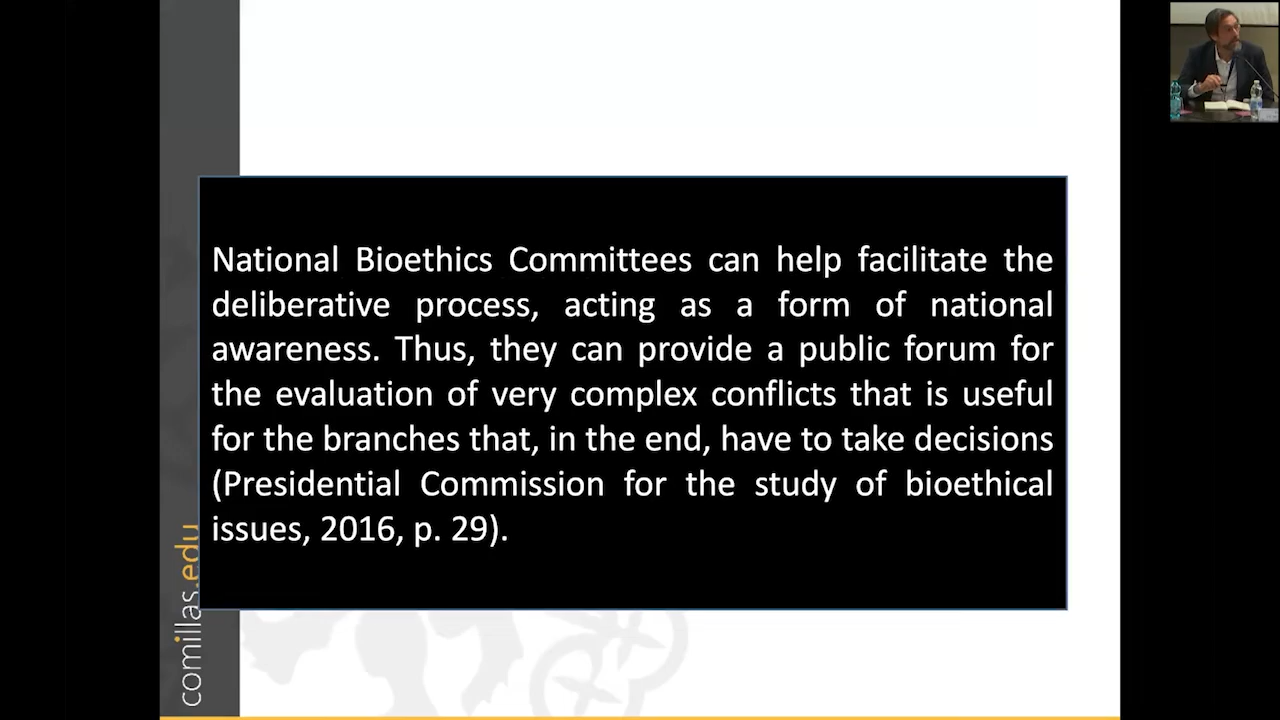 National Bioethics Committees can help facilitate the
deliberative process, acting as a form of national
awareness. Thus, they can provide a public forum for
the evaluation of very complex conflicts that is useful
for the branches that, in the end, have to take decisions
(Presidential Commission for the study of bioethical
issues, 2016, p. 29).
comillas.edu